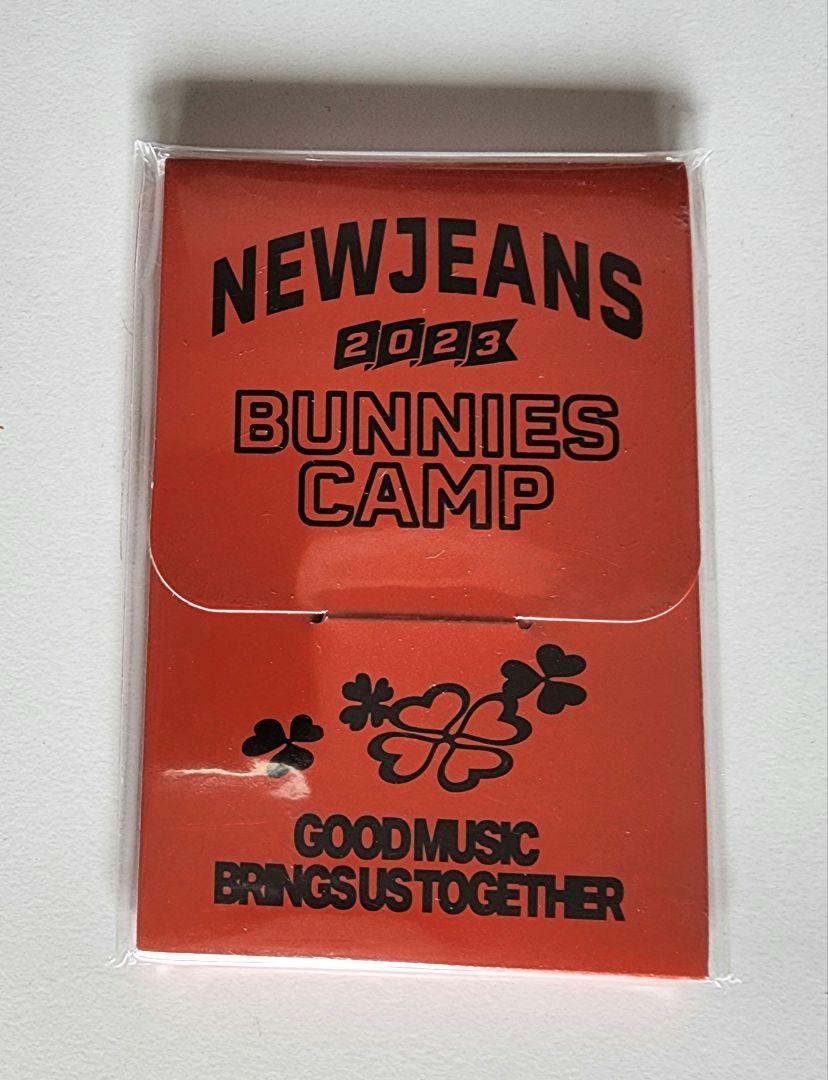 NEWJEANS
2023
BUNNIES
CAMP
GOOD MUSIC
BRINGS US TOGETHER